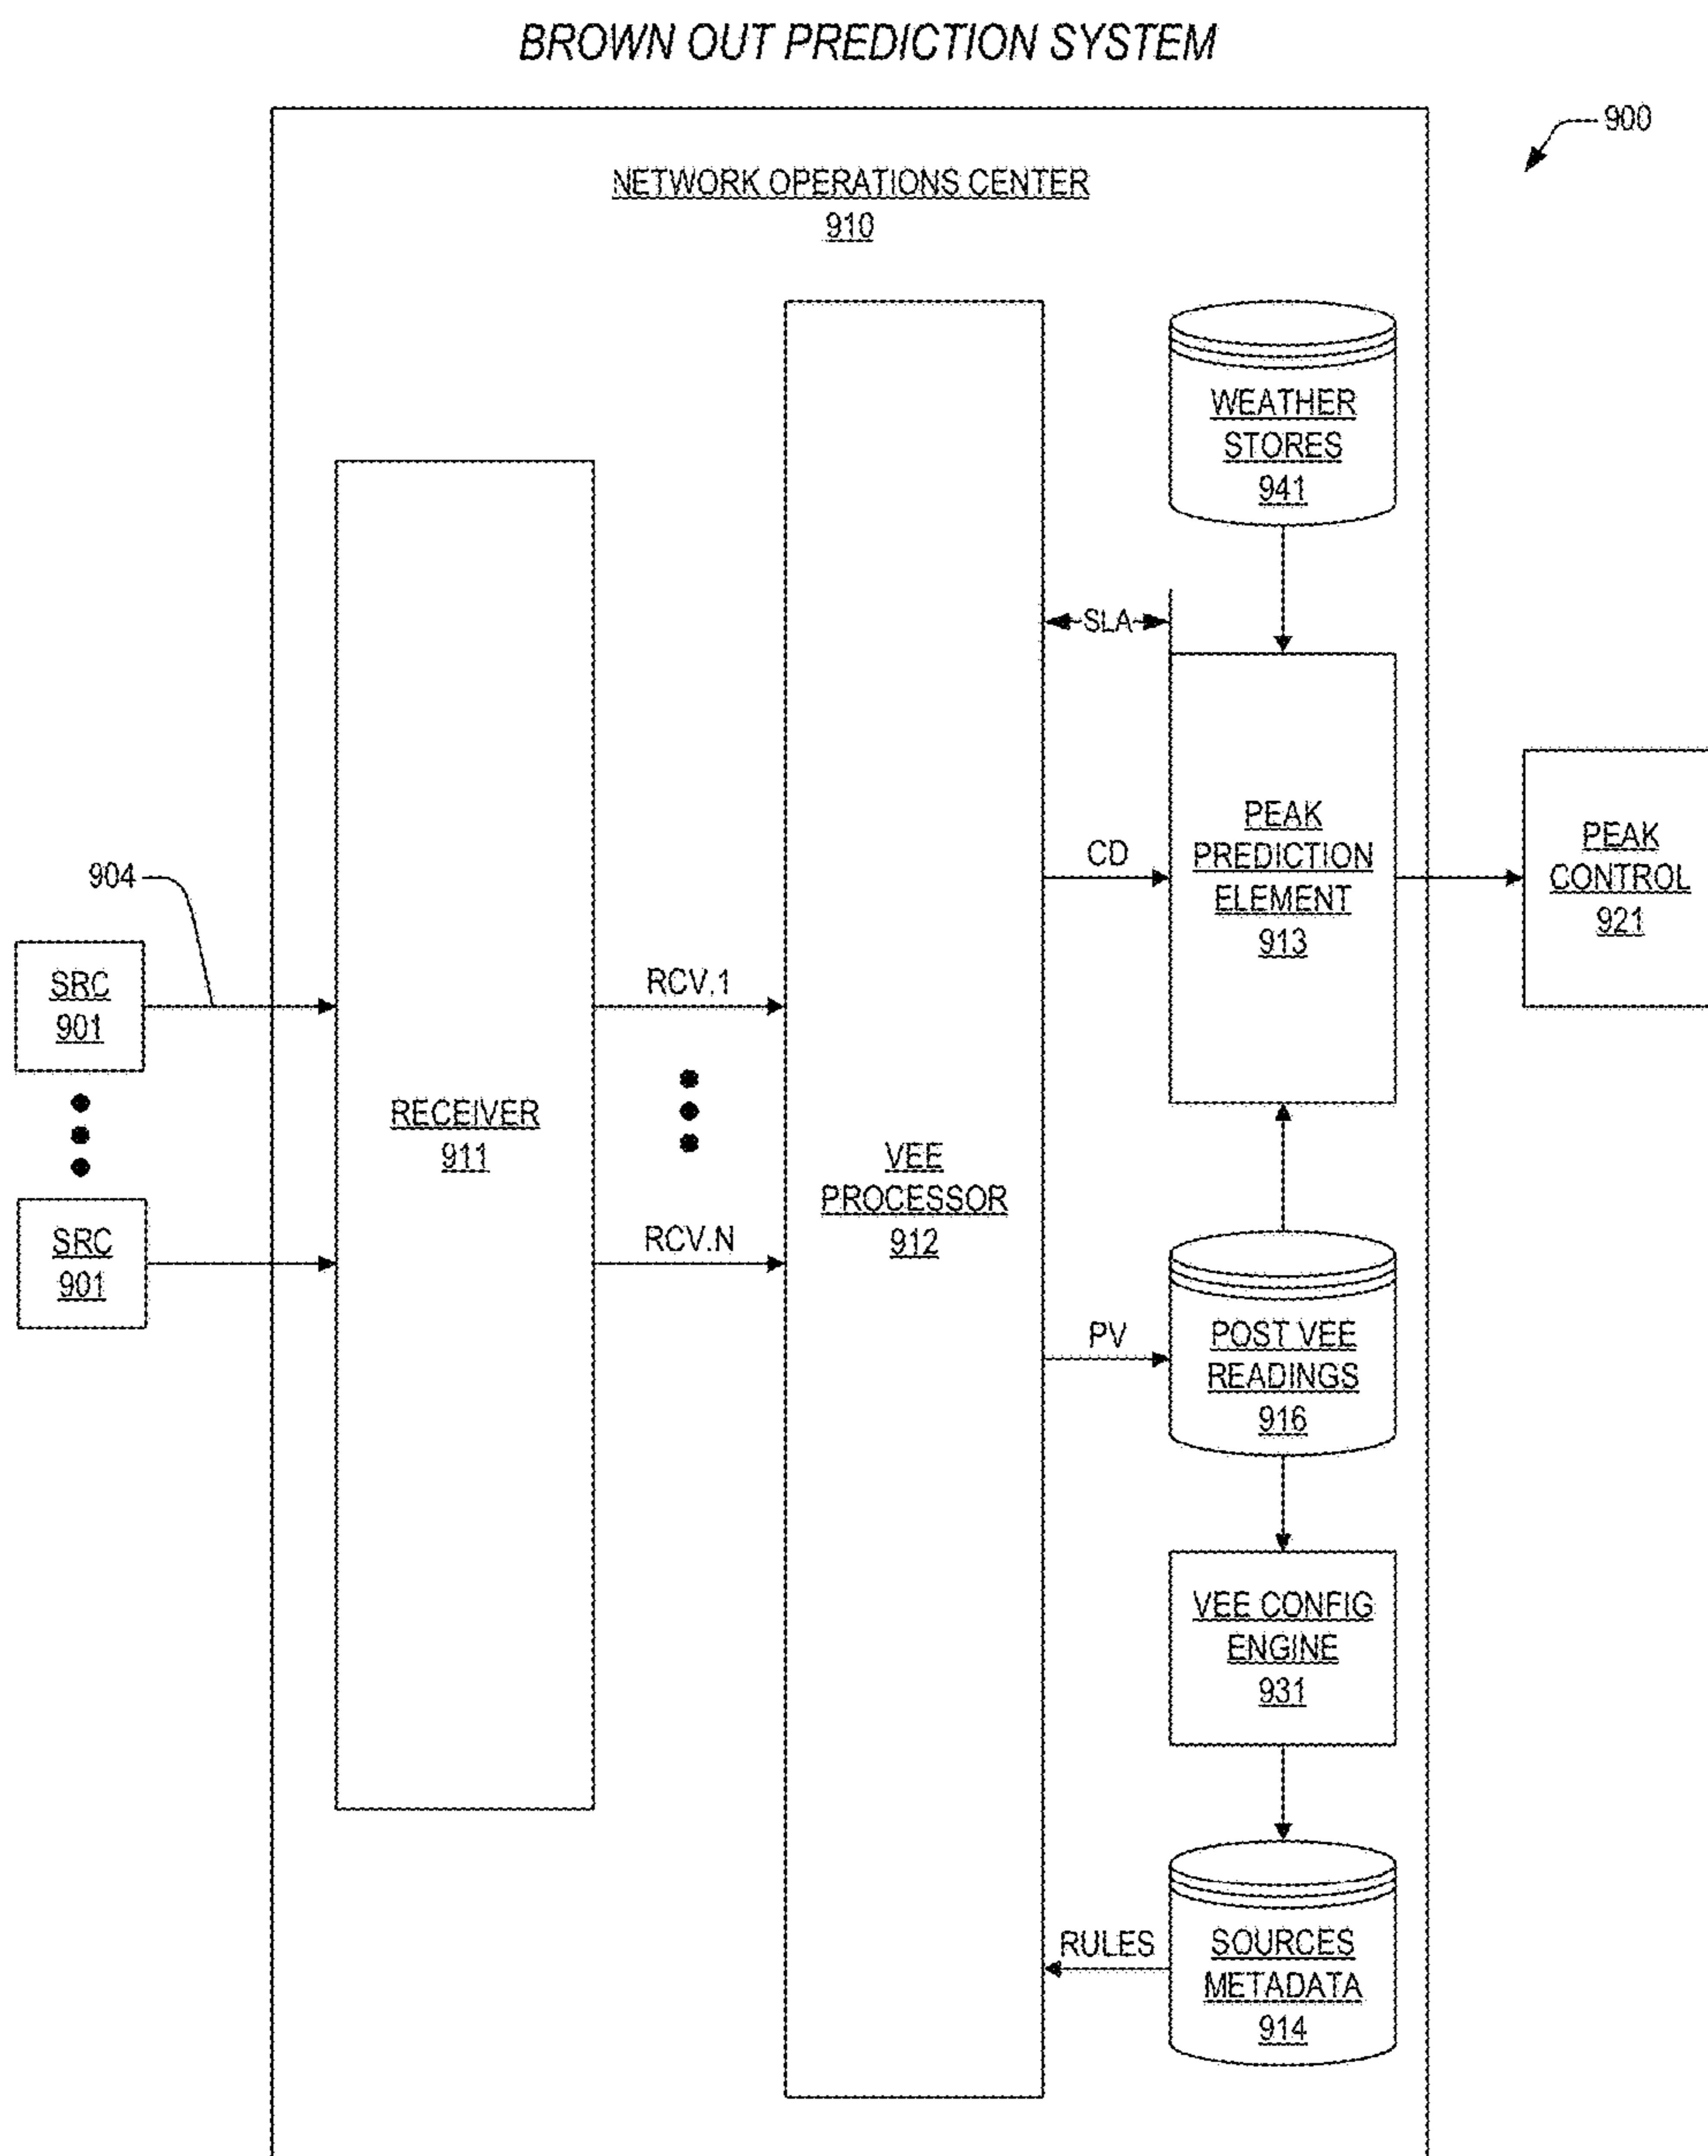 BROWN OUT PREDICTION SYSTEM
900
NETWORK OPERATIONS CENTER
910
WEATHER
STORES
941
SLA
PEAK
PREDICTION
ELEMENT
913
CD
PEAK
CONTROL
921
904
SRC
901
RCV.1
RECEIVER
911
VEE
PROCESSOR
912
SRC
901
RCV.N
PV
POST VEE
READINGS
916
VEE CONFIG
ENGINE
931
RULES
SOURCES
METADATA
914